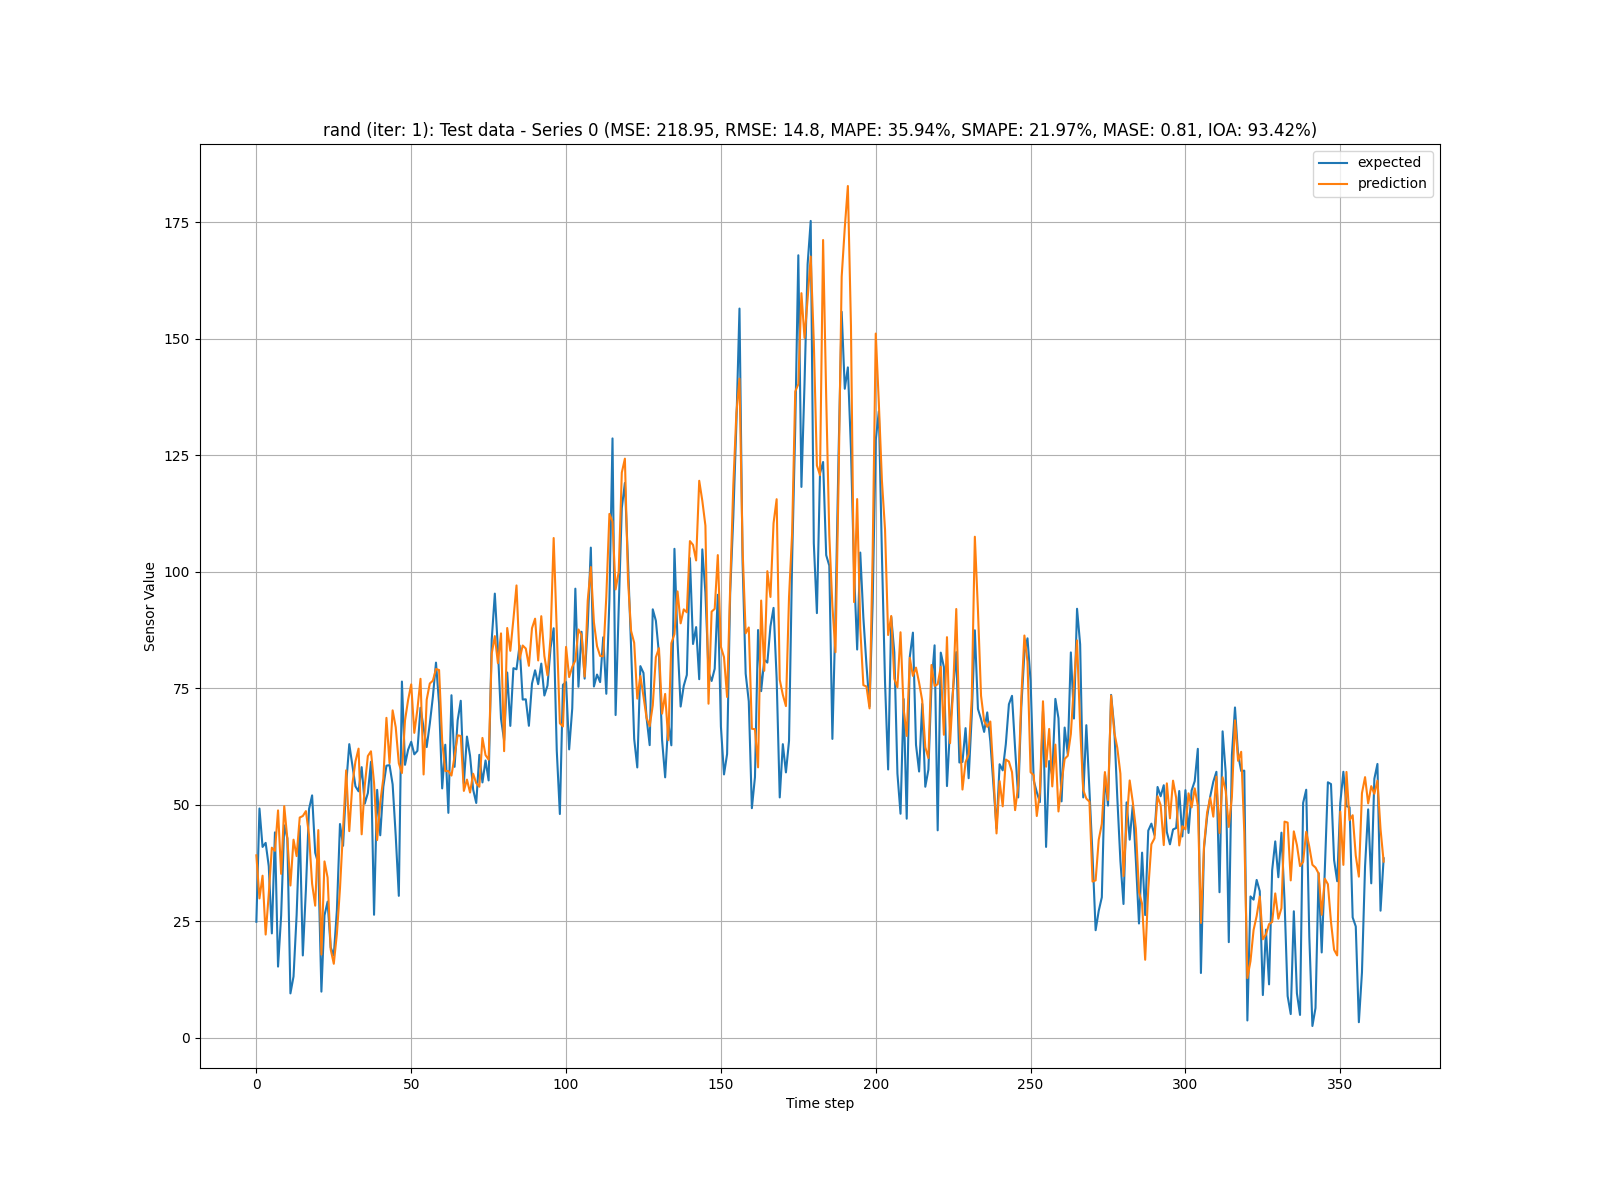 rand (iter: 1): Test data - Series 0 (MSE: 218.95, RMSE: 14.8, MAPE: 35.94%, SMAPE: 21.97%, MASE: 0.81, IOA: 93.42%)
expected
prediction
175
150
125
100
75
50
25
0
Sensor Value
0 50 100 150 200 250 300 350
Time step